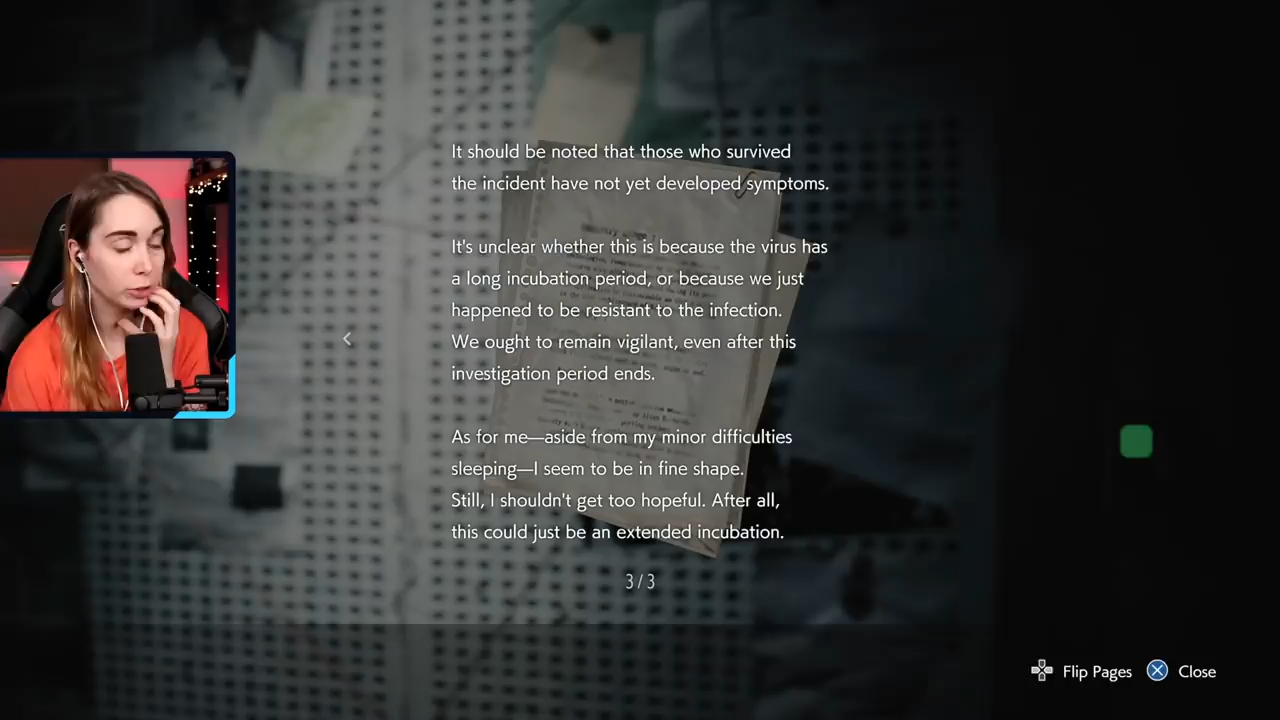 It should be noted that those who survived
the incident have not yet developed symptoms.
It's unclear whether this is because the virus has
a long incubation period, or because we just
happened to be resistant to the infection.
We ought to remain vigilant, even after this
investigation period ends.
As for me—aside from my minor difficulties
sleeping—I seem to be in fine shape.
Still, I shouldn't get too hopeful. After all,
this could just be an extended incubation.
3/3
Flip Pages
Close